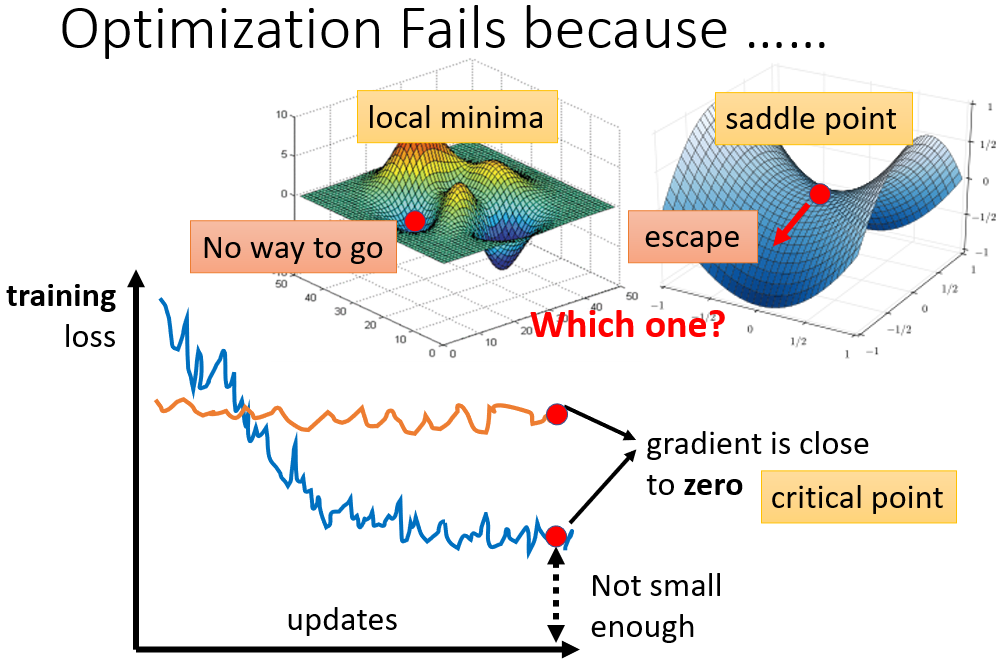 Optimization Fails because ……
local minima
saddle point
No way to go
escape
10
5
0
50
40
30
20
10
0
0
10
20
30
40
50
1
1/2
0
−1/2
−1
−1
−1/2
0
1/2
1
−1
−1/2
0
1/2
1
Which one?
training
loss
gradient is close
to zero
critical point
Not small
enough
updates